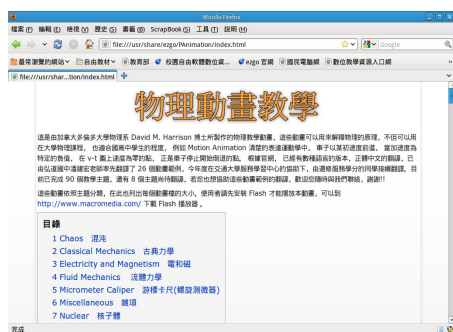 Mozilla Firefox
檔案(F) 編輯(E) 檢視(V) 歷史(S) 書籤(B) ScrapBook(S) 工具(T) 說明(H)
file:///usr/share/ezgo/PAnimation/index.html
Google
最常瀏覽的網站 自由教材 教育部 校園自由軟體數位資... ezgo 官網 國民電腦網 數位教學資源入口網
file:///usr/shar...tion/index.html
物理動畫教學
這是由加拿大多倫多大學物理系 David M. Harrison 博士所製作的物理教學動畫。這些動畫可以用來解釋物理的原理，不但可以用
在大學物理課程，也適合國高中學生的程度，例如 Motion Animation 清楚的表達運動學中，車子以某初速度前進，當加速度為
特定的負值，在 v-t 圖上速度為零的點，正是車子停止開始倒退的點。根據官網，已經有數種語言的版本，正體中文的翻譯，已
由弘道國中潘建宏老師先翻譯了 26 個動畫範例，今年度在交通大學服務學習中心的協助下，由選修服務學分的同學接續翻譯。目
前已完成 90 個教學主題，還有 8 個主題尚待翻譯，若您也想協助這些動畫範例的翻譯，歡迎您隨時與我們聯絡，謝謝!!
這些動畫依照主題分類，在此也列出每個動畫檔的大小。使用者請先安裝 Flash 才能播放本動畫，可以到
http://www.macromedia.com/ 下載 Flash 播放器。
目錄
1 Chaos 混沌
2 Classical Mechanics 古典力學
3 Electricity and Magnetism 電和磁
4 Fluid Mechanics 流體力學
5 Micrometer Caliper 游標卡尺(螺旋測微器)
6 Miscellaneous 雜項
7 Nuclear 核子體
完成